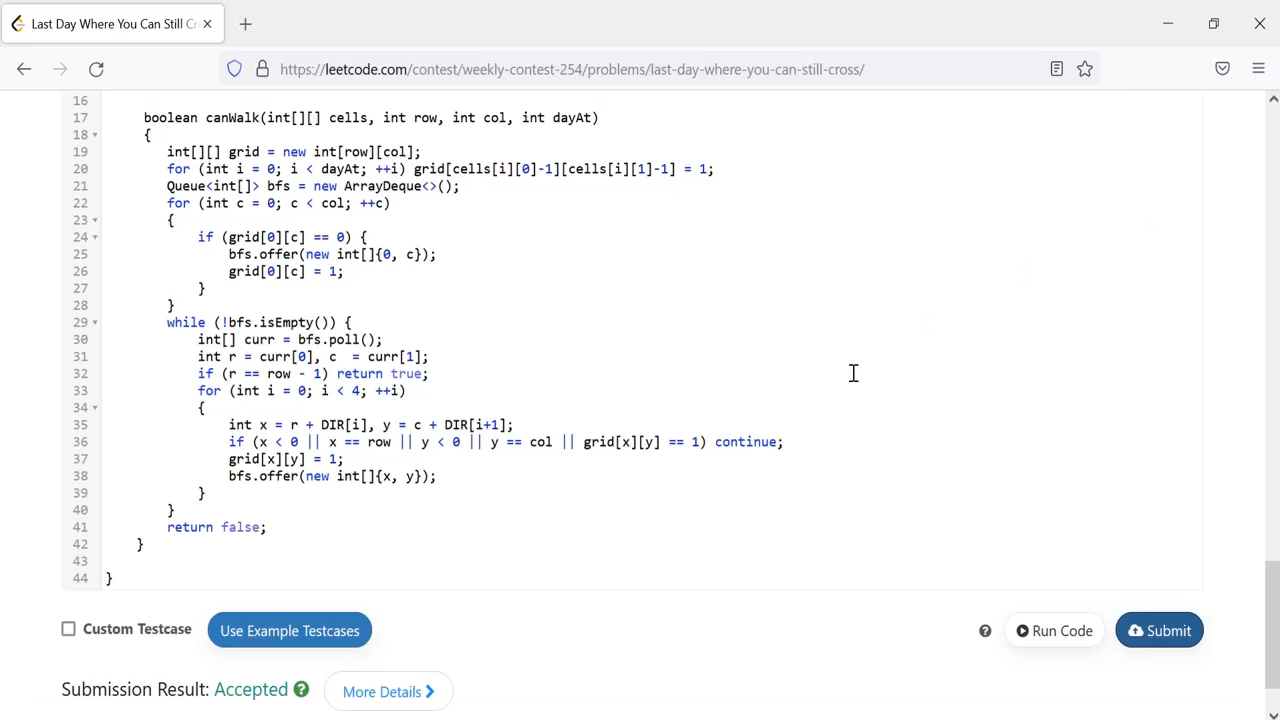 Last Day Where You Can Still Cr
https://leetcode.com/contest/weekly-contest-254/problems/last-day-where-you-can-still-cross/
16
17 boolean canWalk(int[][] cells, int row, int col, int dayAt)
18 {
19 int[][] grid = new int[row][col];
20 for (int i = 0; i < dayAt; ++i) grid[cells[i][0]-1][cells[i][1]-1] = 1;
21 Queue<int[]> bfs = new ArrayDeque<>();
22 for (int c = 0; c < col; ++c)
23 {
24 if (grid[0][c] == 0) {
25 bfs.offer(new int[]{0, c});
26 grid[0][c] = 1;
27 }
28 }
29 while (!bfs.isEmpty()) {
30 int[] curr = bfs.poll();
31 int r = curr[0], c  = curr[1];
32 if (r == row - 1) return true;
33 for (int i = 0; i < 4; ++i)
34 {
35 int x = r + DIR[i], y = c + DIR[i+1];
36 if (x < 0 || x == row || y < 0 || y == col || grid[x][y] == 1) continue;
37 grid[x][y] = 1;
38 bfs.offer(new int[]{x, y});
39 }
40 }
41 return false;
42 }
43
44 }
Custom Testcase Use Example Testcases Run Code Submit
Submission Result: Accepted More Details